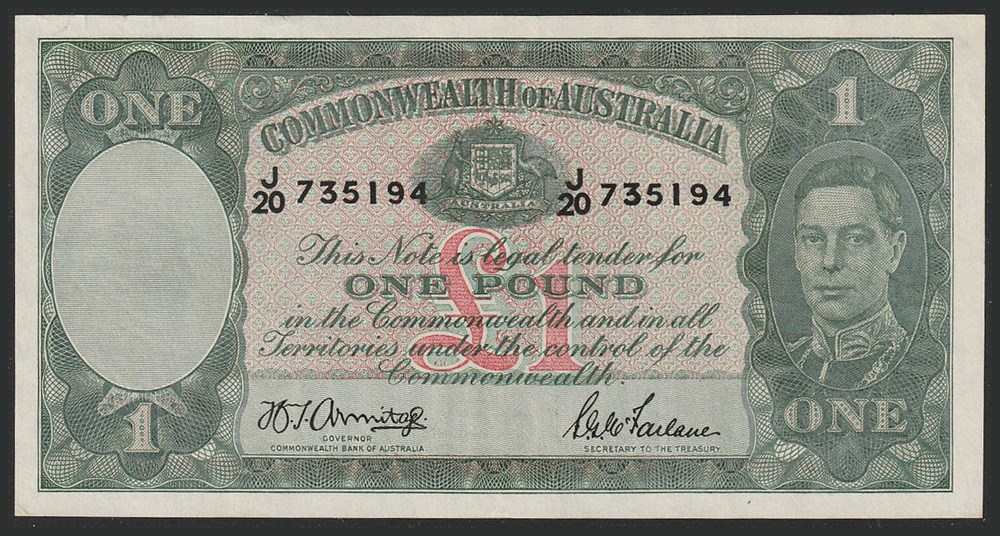 ONE
1
COMMONWEALTH OF AUSTRALIA
J/20 735194
J/20 735194
AUSTRALIA
This Note is legal tender for
ONE POUND
£1
in the Commonwealth and in all
Territories under the control of the
Commonwealth.
H.T. Armitage
GOVERNOR
COMMONWEALTH BANK OF AUSTRALIA
S.G. McFarlane
SECRETARY TO THE TREASURY
1
ONE